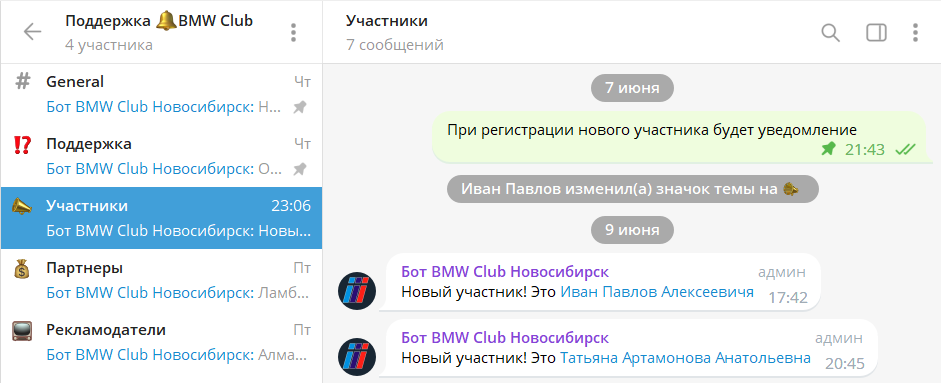 Поддержка 🔔BMW Club
4 участника
General Чт
Бот BMW Club Новосибирск: Н...
Поддержка Чт
Бот BMW Club Новосибирск: О...
Участники 23:06
Бот BMW Club Новосибирск: Новы...
Партнеры Пт
Бот BMW Club Новосибирск: Ламб...
Рекламодатели Пт
Бот BMW Club Новосибирск: Алма...
Участники
7 сообщений
7 июня
При регистрации нового участника будет уведомление
21:43
Иван Павлов изменил(а) значок темы на
9 июня
Бот BMW Club Новосибирск админ
Новый участник! Это Иван Павлов Алексеевичя 17:42
Бот BMW Club Новосибирск админ
Новый участник! Это Татьяна Артамонова Анатольевна
20:45